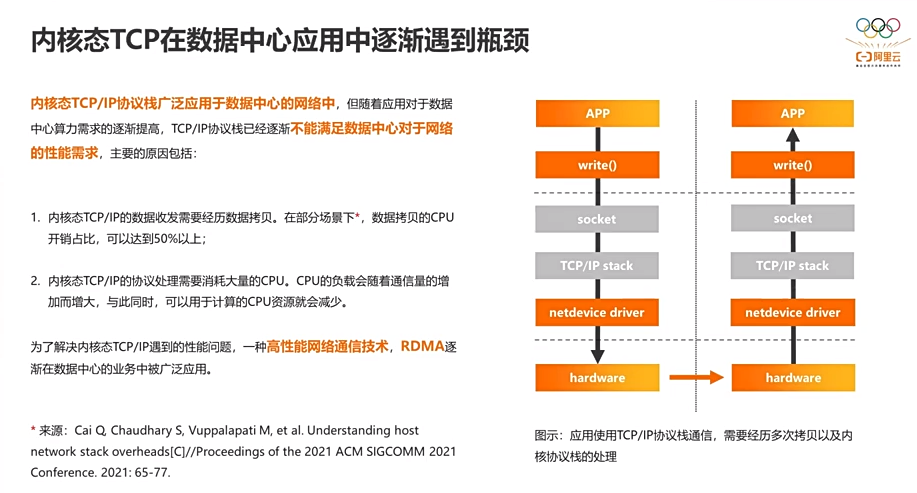 内核态TCP在数据中心应用中逐渐遇到瓶颈
阿里云
内核态TCP/IP协议栈广泛应用于数据中心的网络中，但随着应用对于数据
中心算力需求的逐渐提高，TCP/IP协议栈已经逐渐不能满足数据中心对于网络
的性能需求，主要的原因包括：
1. 内核态TCP/IP的数据收发需要经历数据拷贝。在部分场景下*，数据拷贝的CPU
开销占比，可以达到50%以上；
2. 内核态TCP/IP的协议处理需要消耗大量的CPU。CPU的负载会随着通信量的增
加而增大，与此同时，可以用于计算的CPU资源就会减少。
为了解决内核态TCP/IP遇到的性能问题，一种高性能网络通信技术，RDMA逐
渐在数据中心的业务中被广泛应用。
* 来源：Cai Q, Chaudhary S, Vuppalapati M, et al. Understanding host
network stack overheads[C]//Proceedings of the 2021 ACM SIGCOMM 2021
Conference. 2021: 65-77.
APP
write()
socket
TCP/IP stack
netdevice driver
hardware
APP
write()
socket
TCP/IP stack
netdevice driver
hardware
图示：应用使用TCP/IP协议栈通信，需要经历多次拷贝以及内
核协议栈的处理